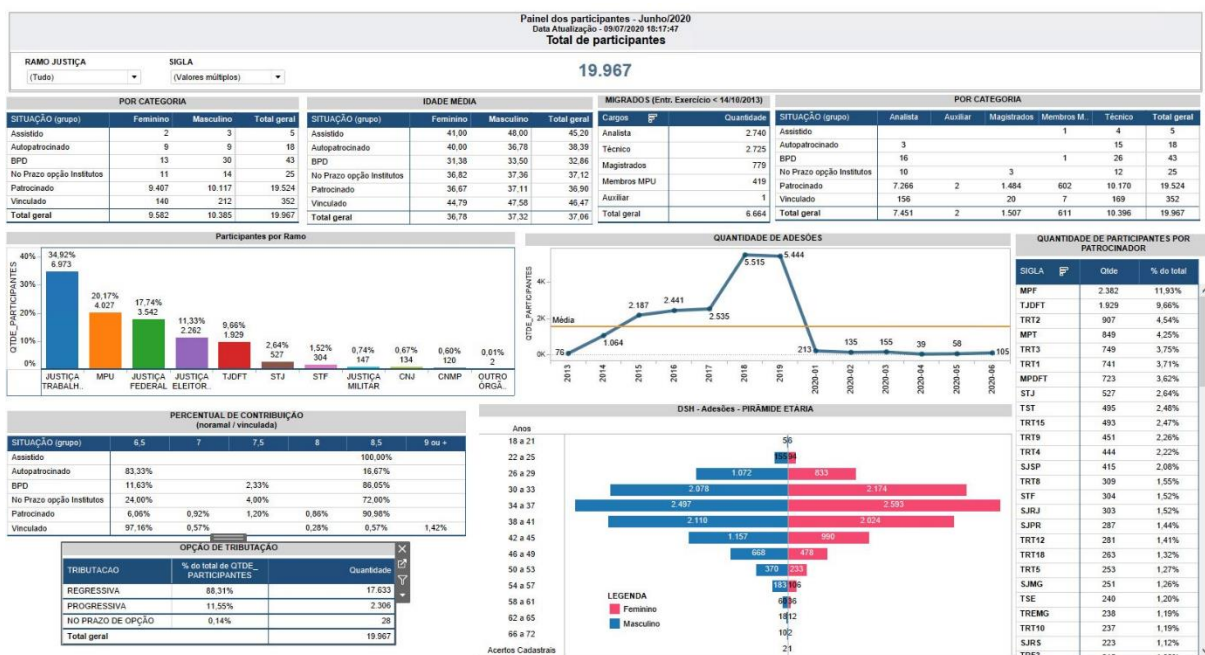 Painel dos participantes - Junho/2020
Data Atualização - 09/07/2020 18:17:47
Total de participantes
RAMO JUSTIÇA SIGLA
(Tudo) (Valores múltiplos)
19.967
POR CATEGORIA
SITUAÇÃO (grupo) Feminino Masculino Total geral
Assistido 2 3 5
Autopatrocinado 9 9 18
BPD 13 30 43
No Prazo opção Institutos 11 14 25
Patrocinado 9.407 10.117 19.524
Vinculado 140 212 352
Total geral 9.582 10.385 19.967
IDADE MÉDIA
SITUAÇÃO (grupo) Feminino Masculino Total geral
Assistido 41,00 48,00 45,20
Autopatrocinado 40,00 36,78 38,39
BPD 31,38 33,50 32,86
No Prazo opção Institutos 36,82 37,36 37,12
Patrocinado 36,67 37,11 36,90
Vinculado 44,79 47,58 46,47
Total geral 36,78 37,32 37,06
MIGRADOS (Entr. Exercício < 14/10/2013)
Cargos Quantidade
Analista 2.740
Técnico 2.725
Magistrados 779
Membros MPU 419
Auxiliar 1
Total geral 6.664
POR CATEGORIA
SITUAÇÃO (grupo) Analista Auxiliar Magistrados Membros M.. Técnico Total geral
Assistido 1 4 5
Autopatrocinado 3 15 18
BPD 16 1 26 43
No Prazo opção Institutos 10 3 12 25
Patrocinado 7.266 2 1.484 602 10.170 19.524
Vinculado 156 20 7 169 352
Total geral 7.451 2 1.507 611 10.396 19.967
Participantes por Ramo
QTDE_PARTICIPANTES
40%
30%
20%
10%
0%
34,92% 20,17% 17,74% 11,33% 9,66% 2,64% 1,52% 0,74% 0,67% 0,60% 0,01%
6.973 4.027 3.542 2.262 1.929 527 304 147 134 120 2
JUSTIÇA TRABALH.. MPU JUSTIÇA FEDERAL JUSTIÇA ELEITOR.. TJDFT STJ STF JUSTIÇA MILITAR CNJ CNMP OUTRO ORGÃ..
QUANTIDADE DE ADESÕES
QTDE_PARTICIPANTES
4K
2K
0K
Média
76 1.064 2.187 2.441 2.535 5.515 5.444 213 135 155 39 58 105
2013 2014 2015 2016 2017 2018 2019 2020-01 2020-02 2020-03 2020-04 2020-05 2020-06
QUANTIDADE DE PARTICIPANTES POR
PATROCINADOR
SIGLA Qtde % do total
MPF 2.382 11,93%
TJDFT 1.929 9,66%
TRT2 907 4,54%
MPT 849 4,25%
TRT3 749 3,75%
TRT1 741 3,71%
MPDFT 723 3,62%
STJ 527 2,64%
TST 495 2,48%
TRT15 493 2,47%
TRT9 451 2,26%
TRT4 444 2,22%
SJSP 415 2,08%
TRT8 309 1,55%
STF 304 1,52%
SJRJ 303 1,52%
SJPR 287 1,44%
TRT12 281 1,41%
TRT18 263 1,32%
TRT5 253 1,27%
SJMG 251 1,26%
TSE 240 1,20%
TREMG 238 1,19%
TRT10 237 1,19%
SJRS 223 1,12%
PERCENTUAL DE CONTRIBUIÇÃO
(noramal / vinculada)
SITUAÇÃO (grupo) 6,5 7 7,5 8 8,5 9 ou +
Assistido 100,00%
Autopatrocinado 83,33% 16,67%
BPD 11,63% 2,33% 86,05%
No Prazo opção Institutos 24,00% 4,00% 72,00%
Patrocinado 6,06% 0,92% 1,20% 0,86% 90,98%
Vinculado 97,16% 0,57% 0,28% 0,57% 1,42%
OPÇÃO DE TRIBUTAÇÃO
TRIBUTACAO % do total de QTDE_ PARTICIPANTES Quantidade
REGRESSIVA 88,31% 17.633
PROGRESSIVA 11,55% 2.306
NO PRAZO DE OPÇÃO 0,14% 28
Total geral 19.967
DSH - Adesões - PIRÂMIDE ETÁRIA
Anos
18 a 21 5 6
22 a 25 155 94
26 a 29 1.072 833
30 a 33 2.078 2.174
34 a 37 2.497 2.593
38 a 41 2.110 2.024
42 a 45 1.157 990
46 a 49 668 478
50 a 53 370 233
54 a 57 183 106
58 a 61
62 a 65 18 12
66 a 72 10 2
Acertos Cadastrais 2 1
LEGENDA
Feminino
Masculino